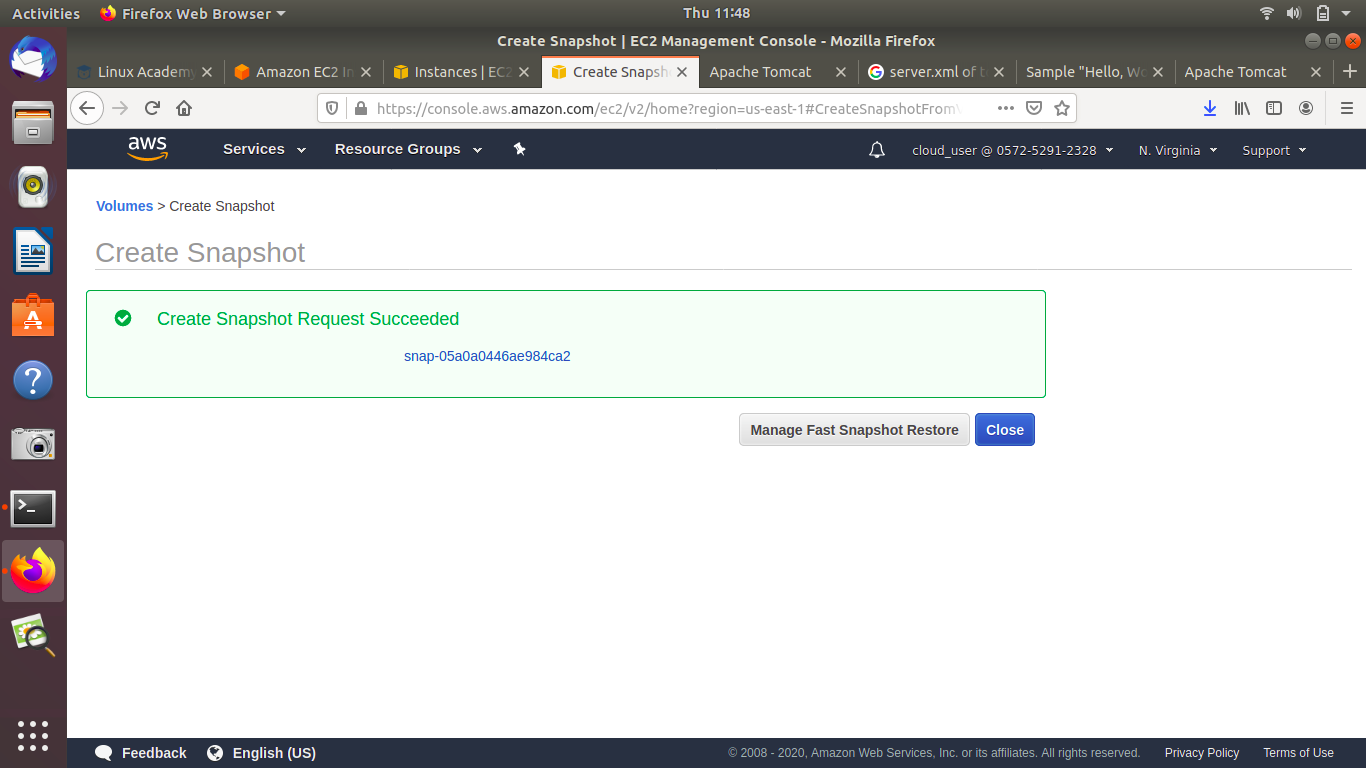 Activities Firefox Web Browser Thu 11:48
Create Snapshot | EC2 Management Console - Mozilla Firefox
Linux Academy Amazon EC2 In Instances | EC2 Create Snapsh Apache Tomcat server.xml of t Sample "Hello, Wo Apache Tomcat
https://console.aws.amazon.com/ec2/v2/home?region=us-east-1#CreateSnapshotFrom
aws Services Resource Groups cloud_user @ 0572-5291-2328 N. Virginia Support
Volumes > Create Snapshot
Create Snapshot
Create Snapshot Request Succeeded
snap-05a0a0446ae984ca2
Manage Fast Snapshot Restore Close
Feedback English (US) © 2008 - 2020, Amazon Web Services, Inc. or its affiliates. All rights reserved. Privacy Policy Terms of Use